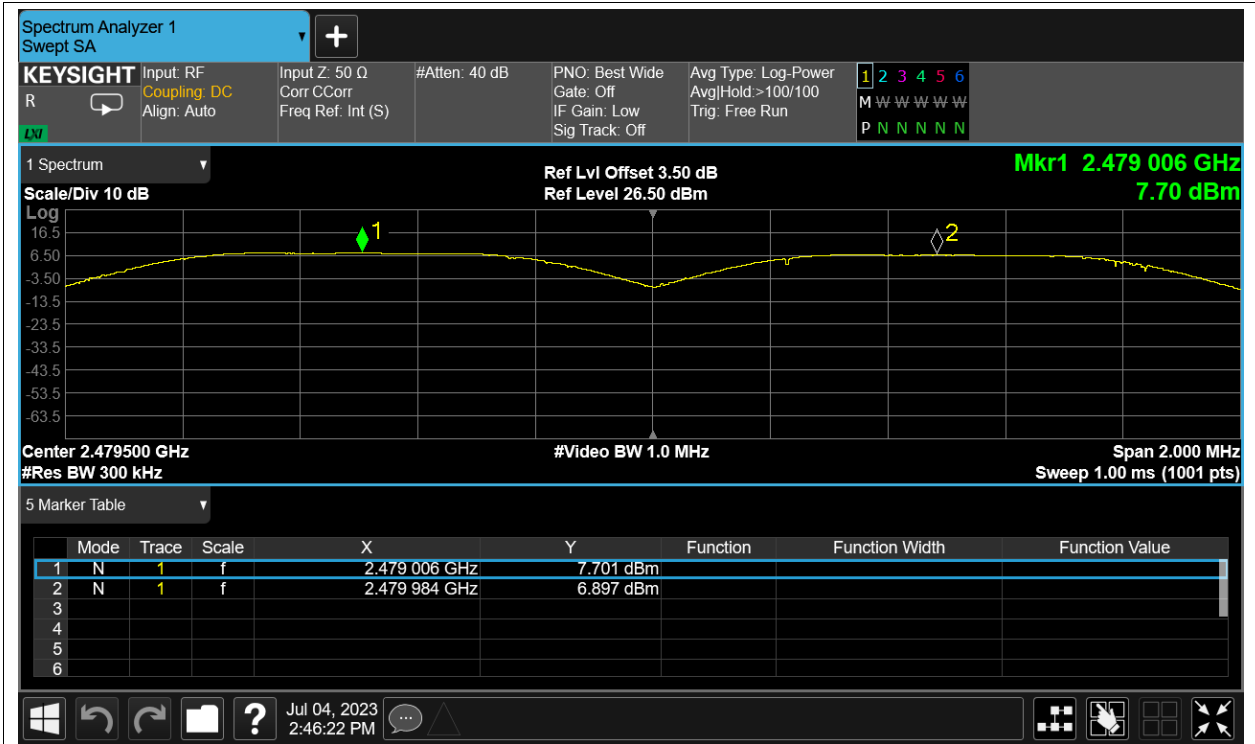 Spectrum Analyzer 1
Swept SA
KEYSIGHT Input: RF Input Z: 50 Ω #Atten: 40 dB PNO: Best Wide Avg Type: Log-Power 1 2 3 4 5 6
R Coupling: DC Corr CCorr Gate: Off Avg|Hold:>100/100 M W W W W W
Align: Auto Freq Ref: Int (S) IF Gain: Low Trig: Free Run
LXI Sig Track: Off P N N N N N
1 Spectrum Ref Lvl Offset 3.50 dB Mkr1 2.479 006 GHz
Scale/Div 10 dB Ref Level 26.50 dBm 7.70 dBm
Log
16.5 1 2
6.50
-3.50
-13.5
-23.5
-33.5
-43.5
-53.5
-63.5
Center 2.479500 GHz #Video BW 1.0 MHz Span 2.000 MHz
#Res BW 300 kHz Sweep 1.00 ms (1001 pts)
5 Marker Table
Mode Trace Scale X Y Function Function Width Function Value
1 N 1 f 2.479 006 GHz 7.701 dBm
2 N 1 f 2.479 984 GHz 6.897 dBm
3
4
5
6
? Jul 04, 2023
2:46:22 PM